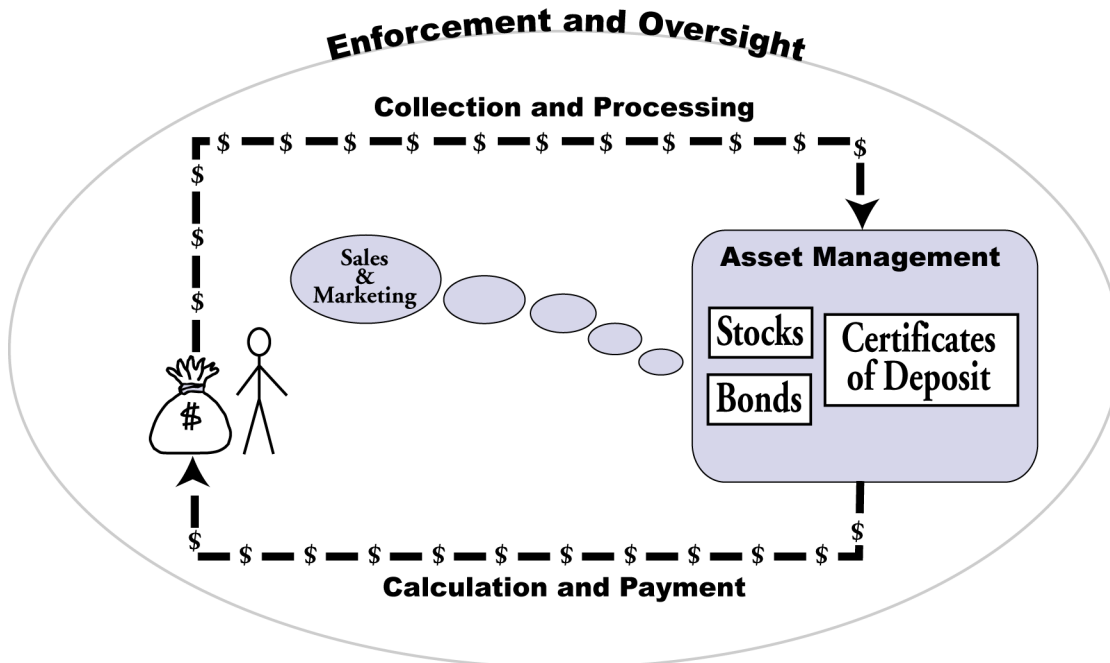 Enforcement and Oversight
Collection and Processing
$ $ $ $ $ $ $ $ $ $ $
$
$
$
Sales
&
Marketing
Asset Management
Stocks
Certificates
of Deposit
Bonds
$
$
$ $ $ $ $ $ $ $ $ $
$
Calculation and Payment